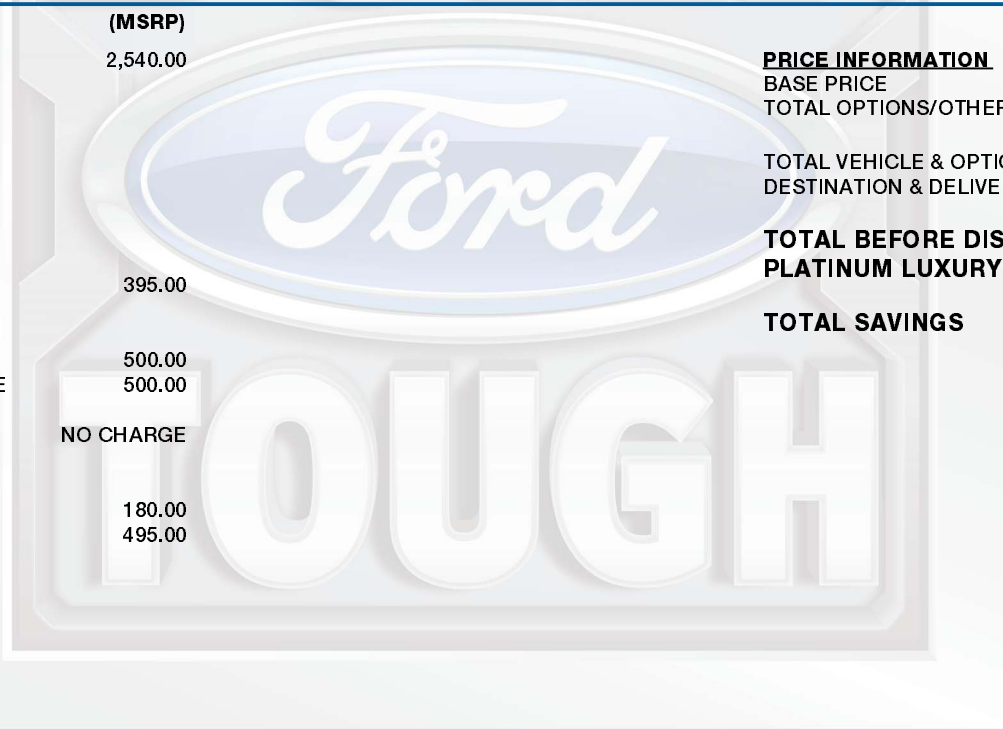 (MSRP)
2,540.00
395.00
500.00
E 500.00
NO CHARGE
180.00
495.00
Ford
TOUGH
PRICE INFORMATION
BASE PRICE
TOTAL OPTIONS/OTHER
TOTAL VEHICLE & OPTIO
DESTINATION & DELIVE
TOTAL BEFORE DIS
PLATINUM LUXURY
TOTAL SAVINGS